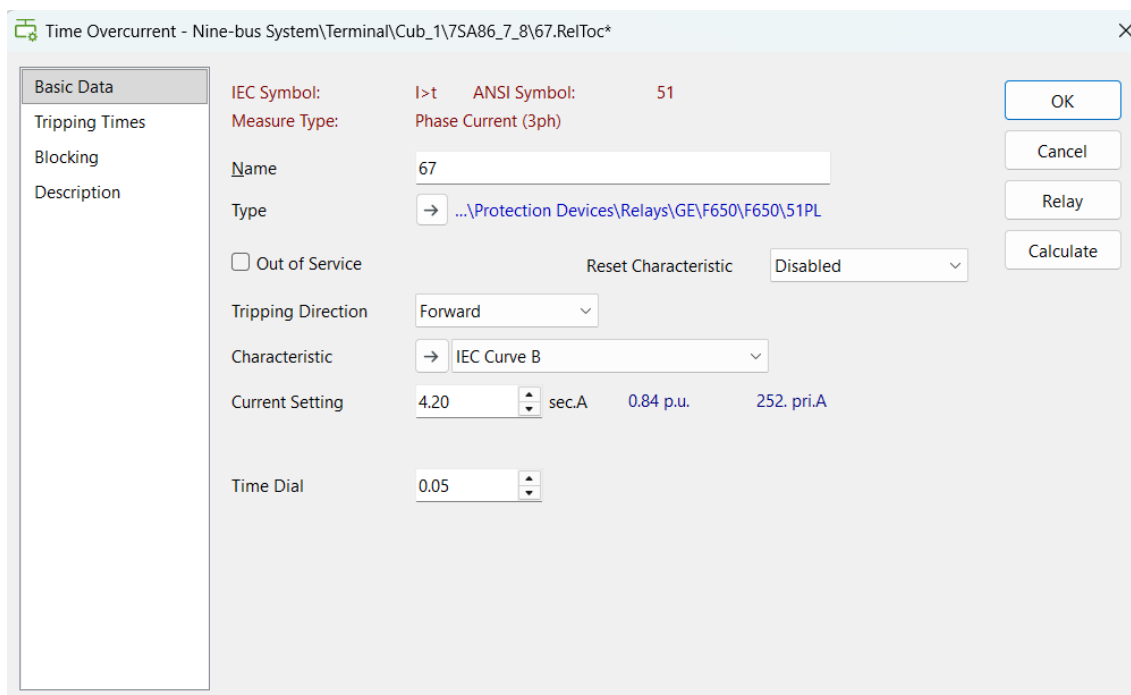 Time Overcurrent - Nine-bus System\Terminal\Cub_1\7SA86_7_8\67.RelToc*
Basic Data
Tripping Times
Blocking
Description
IEC Symbol: I>t ANSI Symbol: 51
Measure Type: Phase Current (3ph)
Name 67
Type ...\Protection Devices\Relays\GE\F650\F650\51PL
Out of Service Reset Characteristic Disabled
Tripping Direction Forward
Characteristic IEC Curve B
Current Setting 4.20 sec.A 0.84 p.u. 252. pri.A
Time Dial 0.05
OK
Cancel
Relay
Calculate